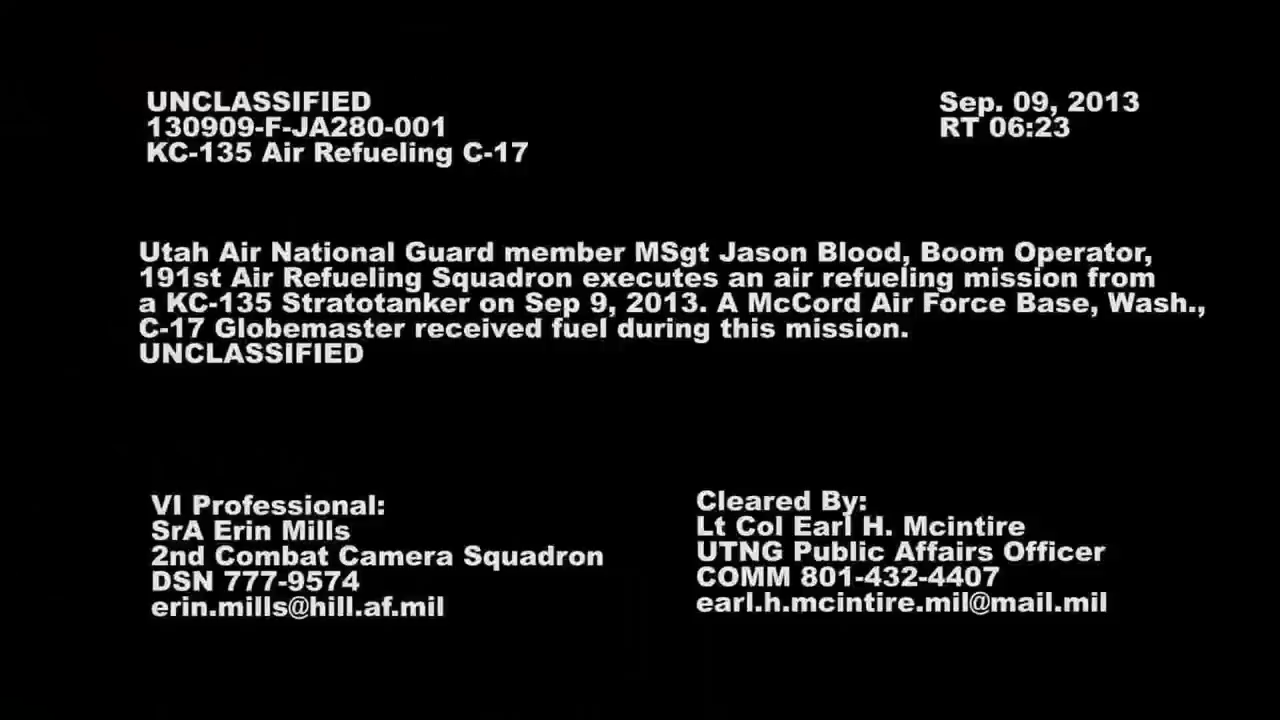 UNCLASSIFIED
130909-F-JA280-001
KC-135 Air Refueling C-17
Sep. 09, 2013
RT 06:23
Utah Air National Guard member MSgt Jason Blood, Boom Operator,
191st Air Refueling Squadron executes an air refueling mission from
a KC-135 Stratotanker on Sep 9, 2013. A McCord Air Force Base, Wash.,
C-17 Globemaster received fuel during this mission.
UNCLASSIFIED
VI Professional:
SrA Erin Mills
2nd Combat Camera Squadron
DSN 777-9574
erin.mills@hill.af.mil
Cleared By:
Lt Col Earl H. Mcintire
UTNG Public Affairs Officer
COMM 801-432-4407
earl.h.mcintire.mil@mail.mil